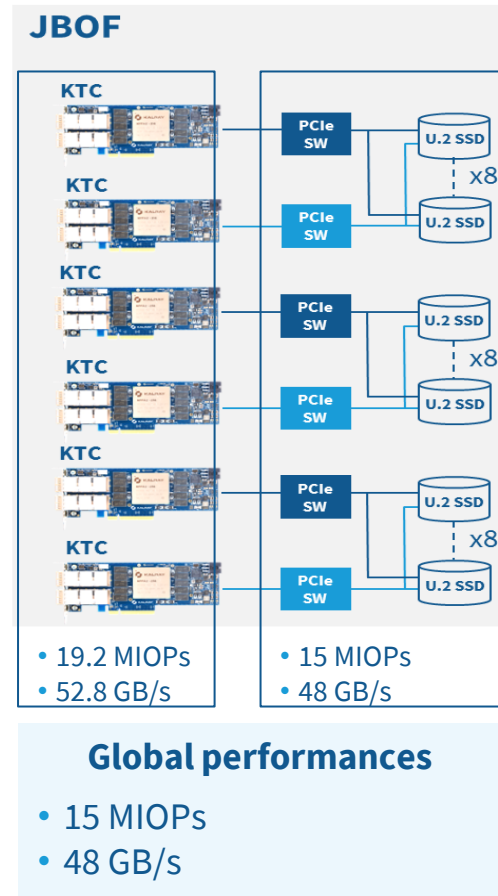 JBOF
KTC
PCIe
SW
U.2 SSD
x8
KTC
PCIe
SW
U.2 SSD
KTC
PCIe
SW
U.2 SSD
x8
KTC
PCIe
SW
U.2 SSD
KTC
PCIe
SW
U.2 SSD
x8
KTC
PCIe
SW
U.2 SSD
• 19.2 MIOPs
• 52.8 GB/s
• 15 MIOPs
• 48 GB/s
Global performances
• 15 MIOPs
• 48 GB/s